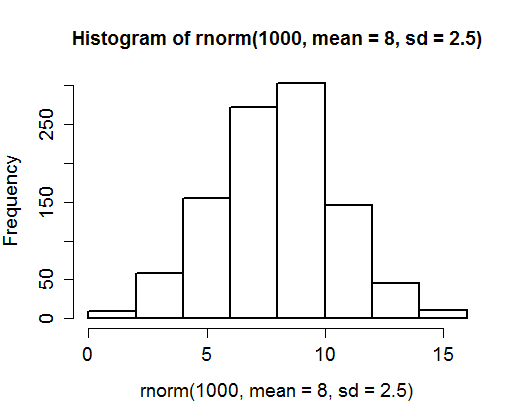 Histogram of rnorm(1000, mean = 8, sd = 2.5)
Frequency
250
150
50
0
0 5 10 15
rnorm(1000, mean = 8, sd = 2.5)